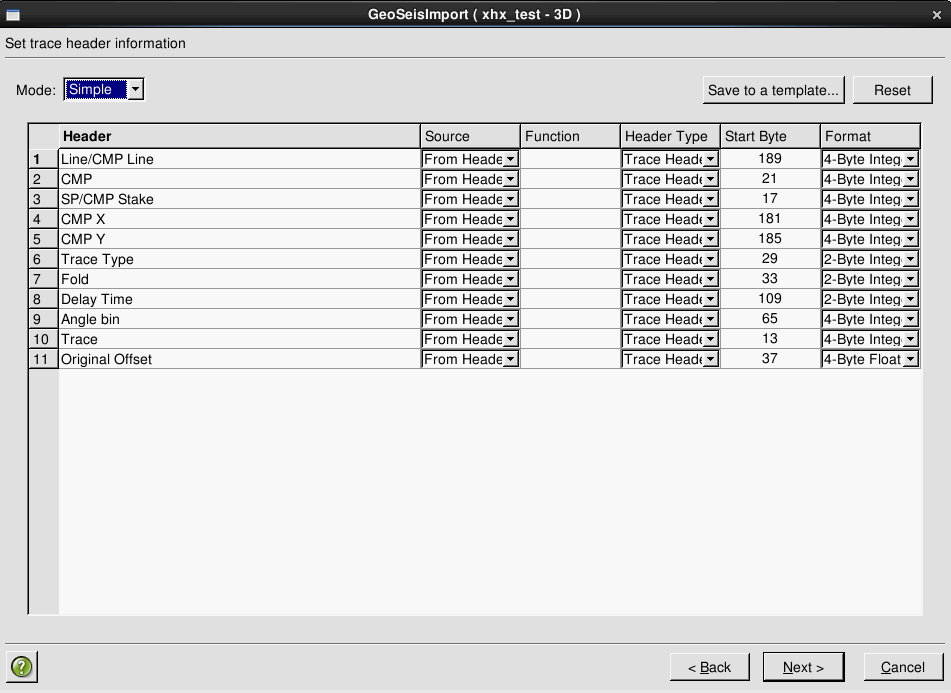 GeoSeisImport ( xhx_test - 3D )
Set trace header information
Mode: Simple Save to a template... Reset
Header Source Function Header Type Start Byte Format
1 Line/CMP Line From Heade Trace Heade 189 4-Byte Integ
2 CMP From Heade Trace Heade 21 4-Byte Integ
3 SP/CMP Stake From Heade Trace Heade 17 4-Byte Integ
4 CMP X From Heade Trace Heade 181 4-Byte Integ
5 CMP Y From Heade Trace Heade 185 4-Byte Integ
6 Trace Type From Heade Trace Heade 29 2-Byte Integ
7 Fold From Heade Trace Heade 33 2-Byte Integ
8 Delay Time From Heade Trace Heade 109 2-Byte Integ
9 Angle bin From Heade Trace Heade 65 4-Byte Integ
10 Trace From Heade Trace Heade 13 4-Byte Integ
11 Original Offset From Heade Trace Heade 37 4-Byte Float
? < Back Next > Cancel